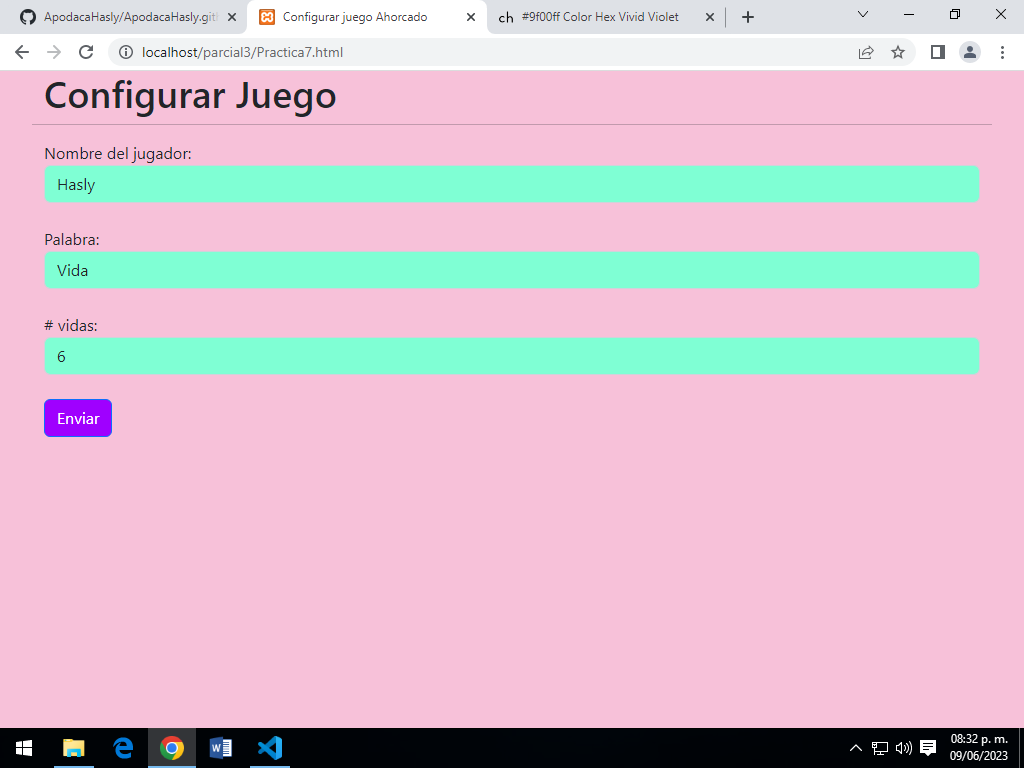 ApodacaHasly/ApodacaHasly.gith
Configurar juego Ahorcado
ch #9f00ff Color Hex Vivid Violet
localhost/parcial3/Practica7.html
Configurar Juego
Nombre del jugador:
Hasly
Palabra:
Vida
# vidas:
6
Enviar
08:32 p. m.
09/06/2023